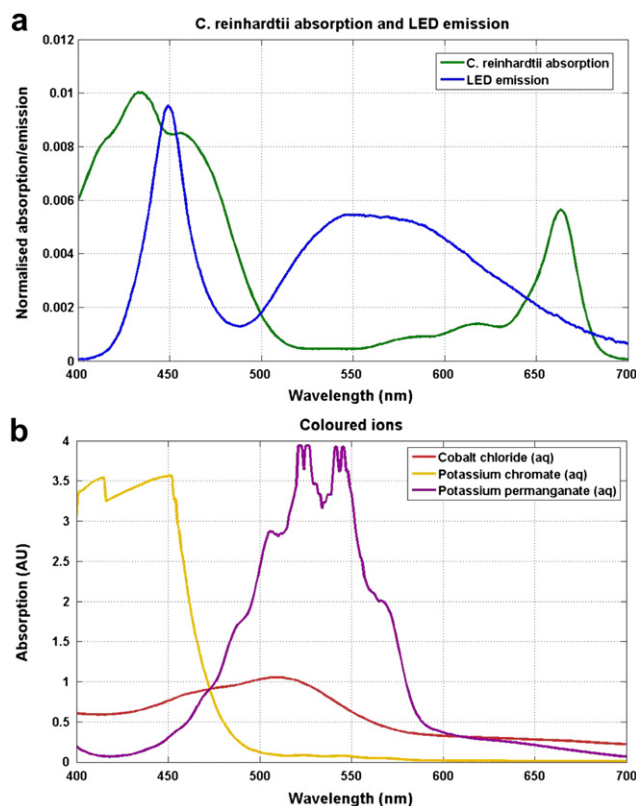 a
C. reinhardtii absorption and LED emission
0.012
0.01
0.008
0.006
0.004
0.002
0
Normalised absorption/emission
C. reinhardtii absorption
LED emission
400 450 500 550 600 650 700
Wavelength (nm)
b
Coloured ions
4
3.5
3
2.5
2
1.5
1
0.5
0
Absorption (AU)
Cobalt chloride (aq)
Potassium chromate (aq)
Potassium permanganate (aq)
400 450 500 550 600 650 700
Wavelength (nm)